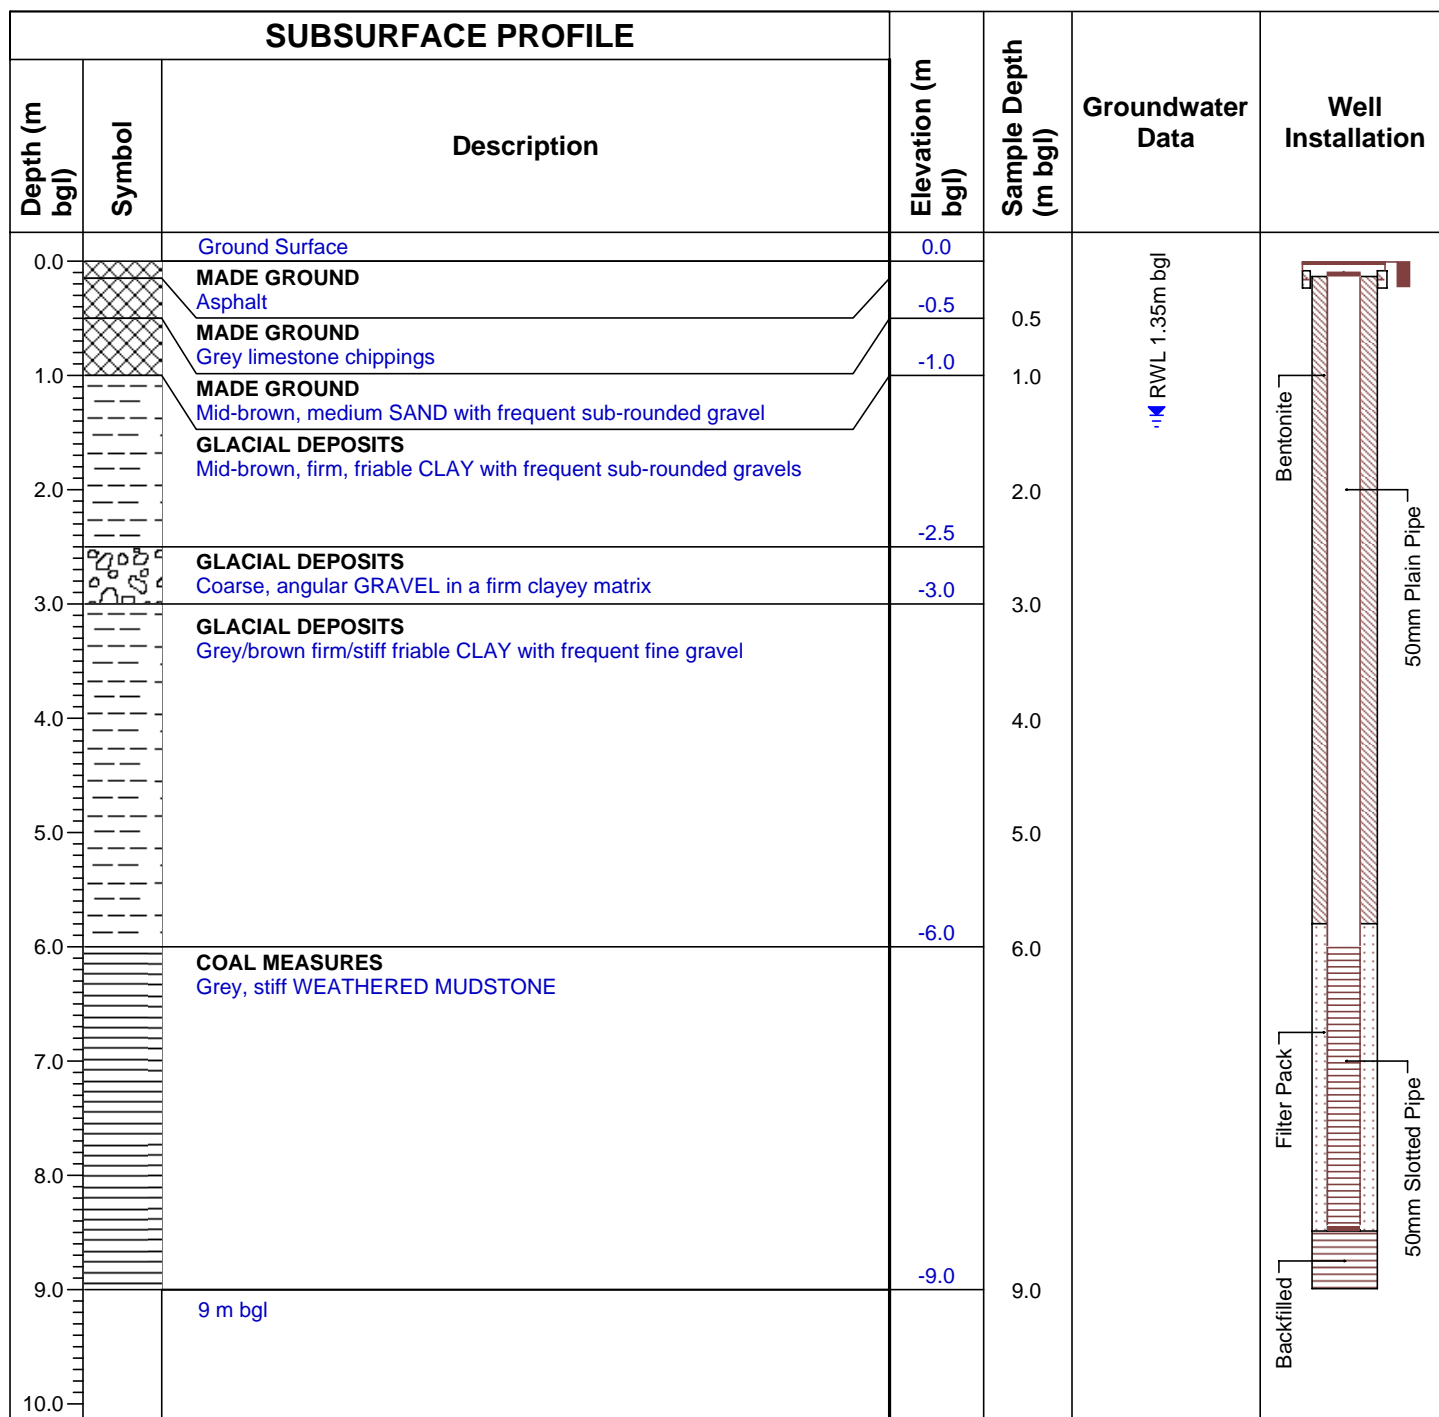 SUBSURFACE PROFILE
Depth (m bgl)
Symbol
Description
Elevation (m bgl)
Sample Depth (m bgl)
Groundwater Data
Well Installation
Ground Surface
0.0
0.0
MADE GROUND
Asphalt
-0.5
0.5
MADE GROUND
Grey limestone chippings
-1.0
1.0
1.0
MADE GROUND
Mid-brown, medium SAND with frequent sub-rounded gravel
GLACIAL DEPOSITS
Mid-brown, firm, friable CLAY with frequent sub-rounded gravels
2.0
2.0
-2.5
GLACIAL DEPOSITS
Coarse, angular GRAVEL in a firm clayey matrix
-3.0
3.0
3.0
GLACIAL DEPOSITS
Grey/brown firm/stiff friable CLAY with frequent fine gravel
4.0
4.0
5.0
5.0
-6.0
6.0
6.0
COAL MEASURES
Grey, stiff WEATHERED MUDSTONE
7.0
8.0
-9.0
9.0
9.0
9 m bgl
10.0
RWL 1.35m bgl
Bentonite
50mm Plain Pipe
Filter Pack
50mm Slotted Pipe
Backfilled